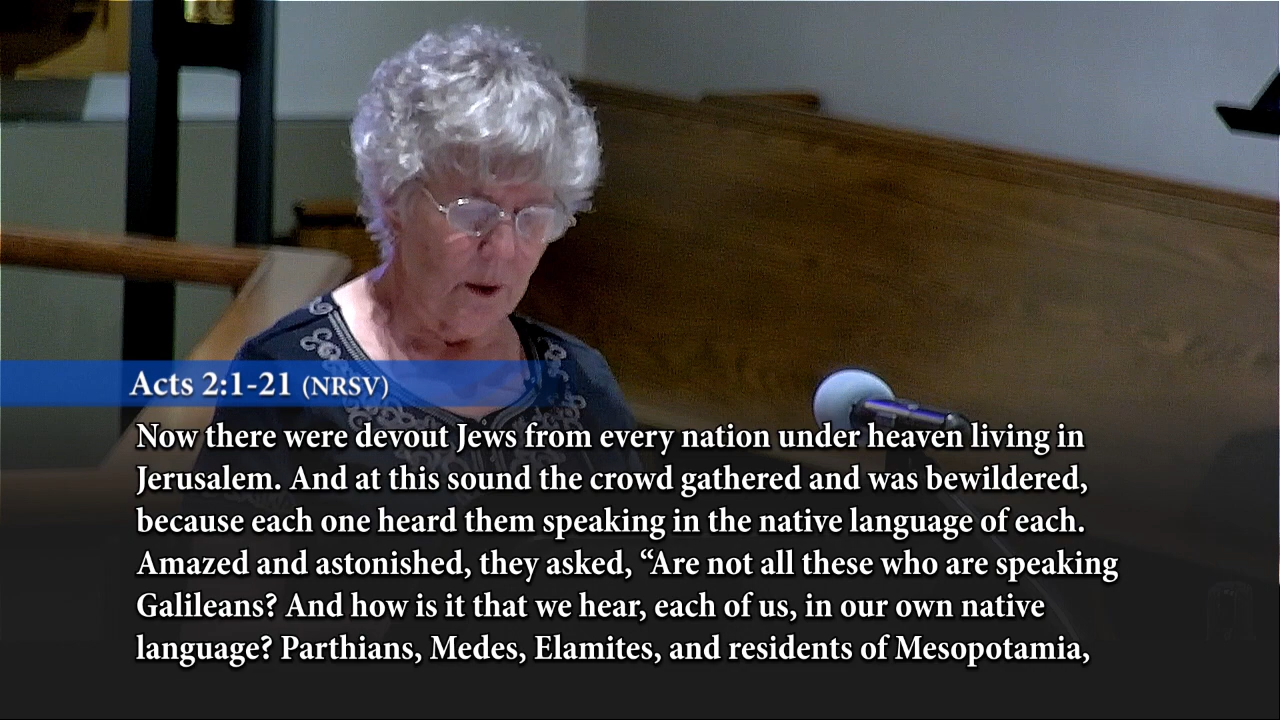 Acts 2:1-21 (NRSV)
Now there were devout Jews from every nation under heaven living in
Jerusalem. And at this sound the crowd gathered and was bewildered,
because each one heard them speaking in the native language of each.
Amazed and astonished, they asked, “Are not all these who are speaking
Galileans? And how is it that we hear, each of us, in our own native
language? Parthians, Medes, Elamites, and residents of Mesopotamia,